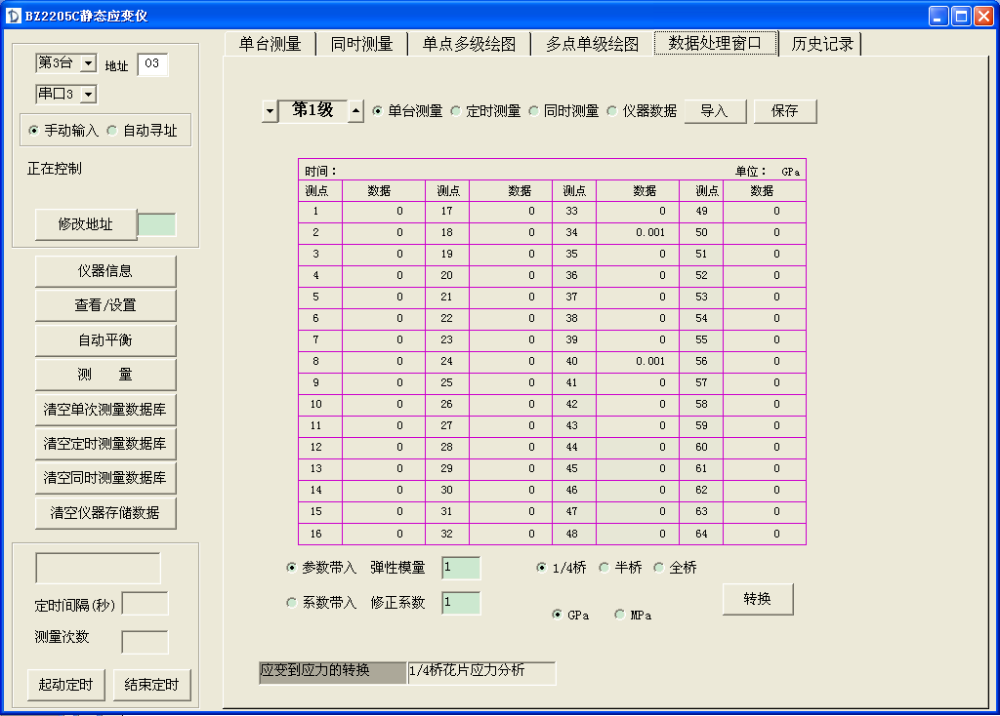 BZ2205C静态应变仪
第3台 地址 03
串口3
手动输入 自动寻址
正在控制
修改地址
仪器信息
查看/设置
自动平衡
测 量
清空单次测量数据库
清空定时测量数据库
清空同时测量数据库
清空仪器存储数据
定时间隔(秒)
测量次数
起动定时 结束定时
单台测量 同时测量 单点多级绘图 多点单级绘图 数据处理窗口 历史记录
第1级 单台测量 定时测量 同时测量 仪器数据 导入 保存
时间： 单位： GPa
测点 数据 测点 数据 测点 数据 测点 数据
1 0 17 0 33 0 49 0
2 0 18 0 34 0.001 50 0
3 0 19 0 35 0 51 0
4 0 20 0 36 0 52 0
5 0 21 0 37 0 53 0
6 0 22 0 38 0 54 0
7 0 23 0 39 0 55 0
8 0 24 0 40 0.001 56 0
9 0 25 0 41 0 57 0
10 0 26 0 42 0 58 0
11 0 27 0 43 0 59 0
12 0 28 0 44 0 60 0
13 0 29 0 45 0 61 0
14 0 30 0 46 0 62 0
15 0 31 0 47 0 63 0
16 0 32 0 48 0 64 0
参数带入 弹性模量 1 1/4桥 半桥 全桥
系数带入 修正系数 1 GPa MPa 转换
应变到应力的转换 1/4桥花片应力分析